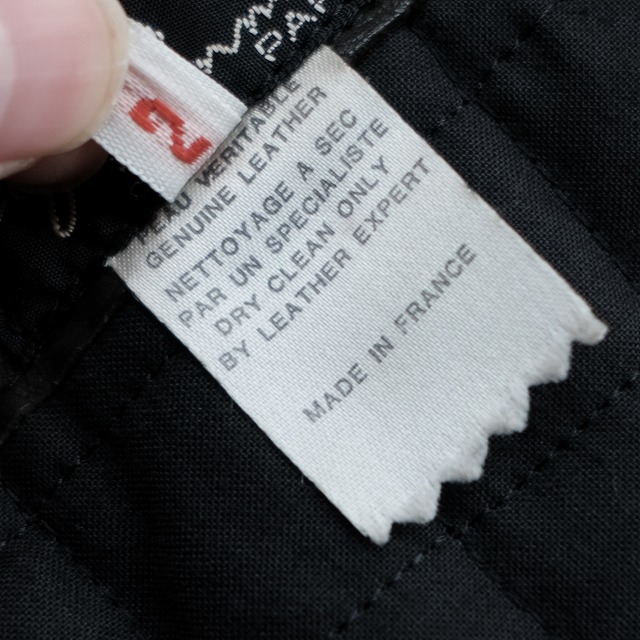 2
PEAU VERITABLE
GENUINE LEATHER
NETTOYAGE A SEC
PAR UN SPECIALISTE
DRY CLEAN ONLY
BY LEATHER EXPERT
MADE IN FRANCE